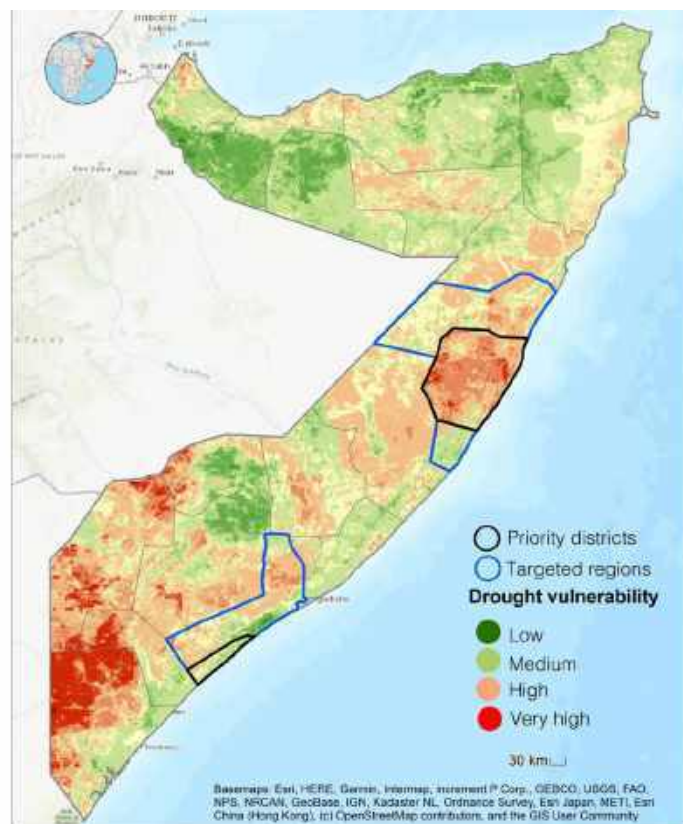 DJIBOUTI
Priority districts
Targeted regions
Drought vulnerability
Low
Medium
High
Very high
30 km
Basemaps: Esri, HERE, Garmin, Intermap, increment P Corp., GEBCO, USGS, FAO,
NPS, NRCAN, GeoBase, IGN, Kadaster NL, Ordnance Survey, Esri Japan, METI, Esri
China (Hong Kong), (c) OpenStreetMap contributors, and the GIS User Community